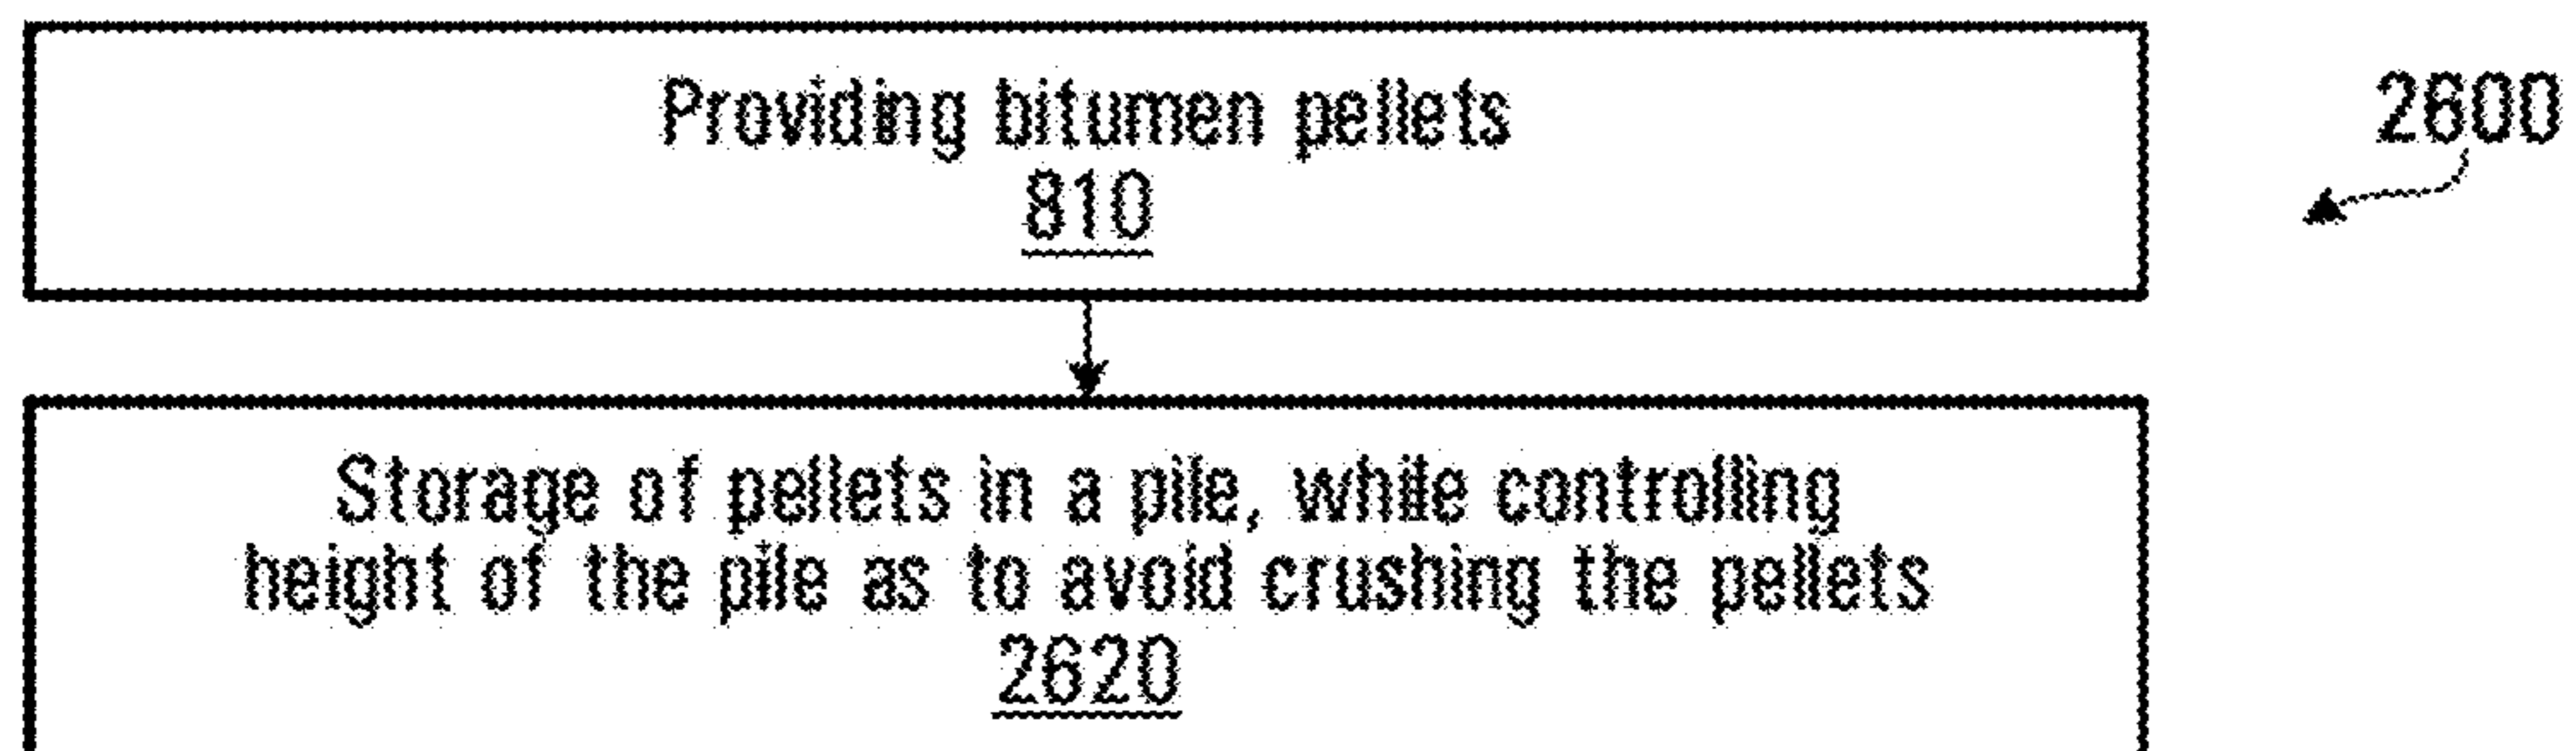 Providing bitumen pellets
810
2600
Storage of pellets in a pile, while controlling
height of the pile as to avoid crushing the pellets
2620